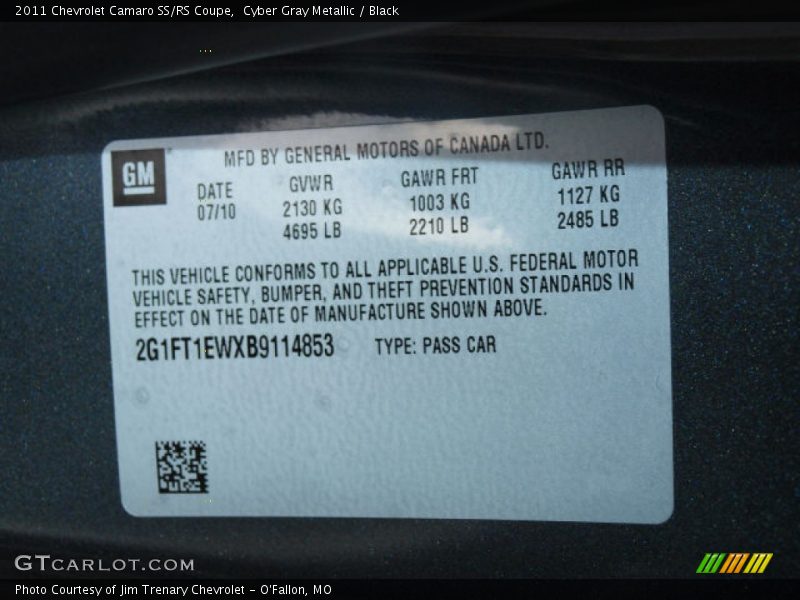 2011 Chevrolet Camaro SS/RS Coupe,  Cyber Gray Metallic / Black
GM
MFD BY GENERAL MOTORS OF CANADA LTD.
DATE GVWR GAWR FRT GAWR RR
07/10 2130 KG 1003 KG 1127 KG
4695 LB 2210 LB 2485 LB
THIS VEHICLE CONFORMS TO ALL APPLICABLE U.S. FEDERAL MOTOR
VEHICLE SAFETY, BUMPER, AND THEFT PREVENTION STANDARDS IN
EFFECT ON THE DATE OF MANUFACTURE SHOWN ABOVE.
2G1FT1EWXB9114853 TYPE: PASS CAR
GTCARLOT.COM
Photo Courtesy of Jim Trenary Chevrolet - O'Fallon, MO